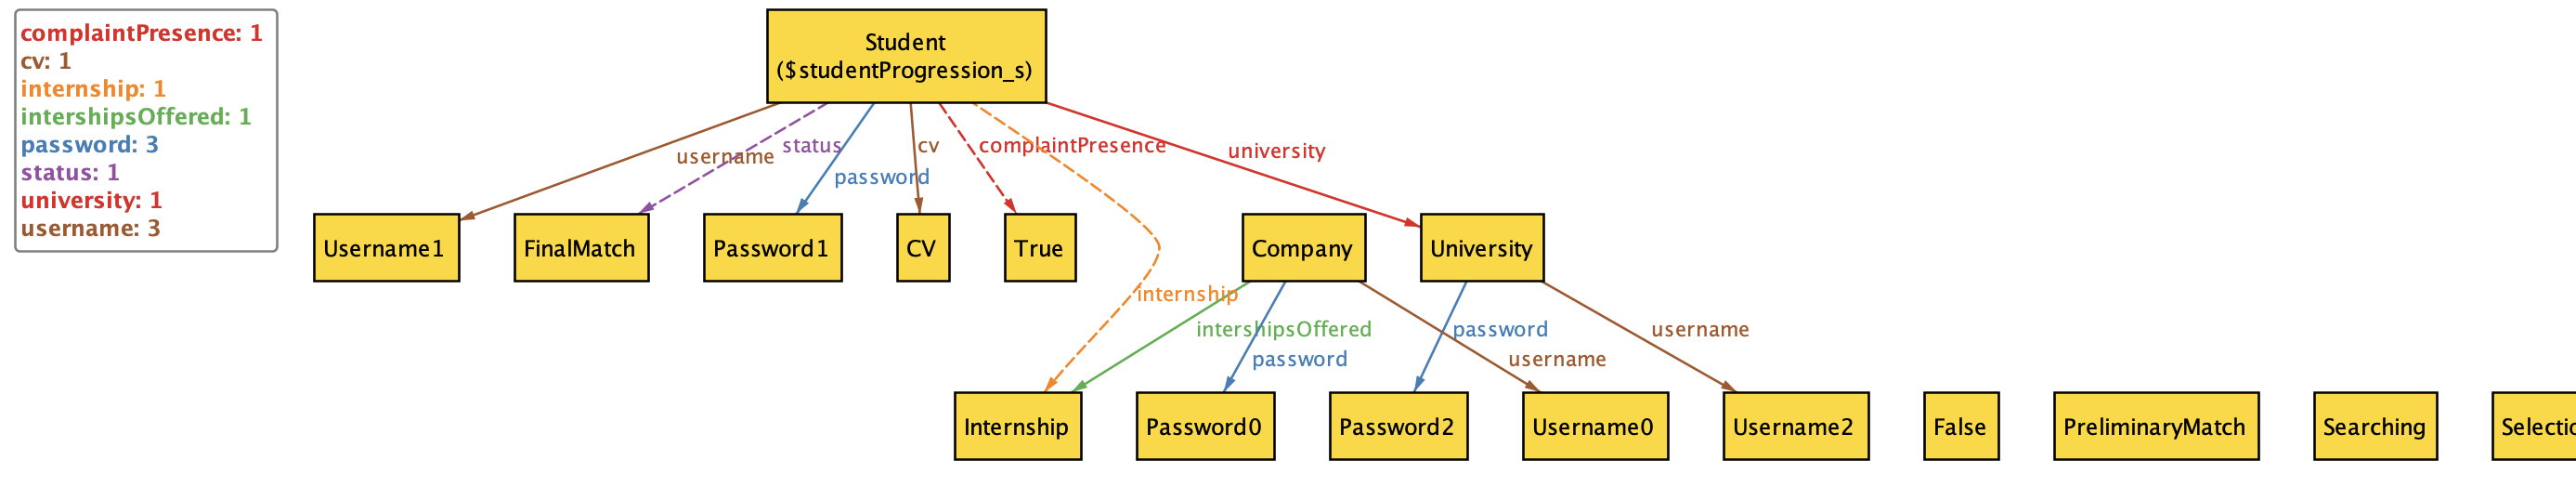 complaintPresence: 1
cv: 1
internship: 1
intershipsOffered: 1
password: 3
status: 1
university: 1
username: 3
Student
($studentProgression_s)
username
status
password
cv
complaintPresence
university
Username1
FinalMatch
Password1
CV
True
Company
University
internship
intershipsOffered
password
password
username
username
Internship
Password0
Password2
Username0
Username2
False
PreliminaryMatch
Searching